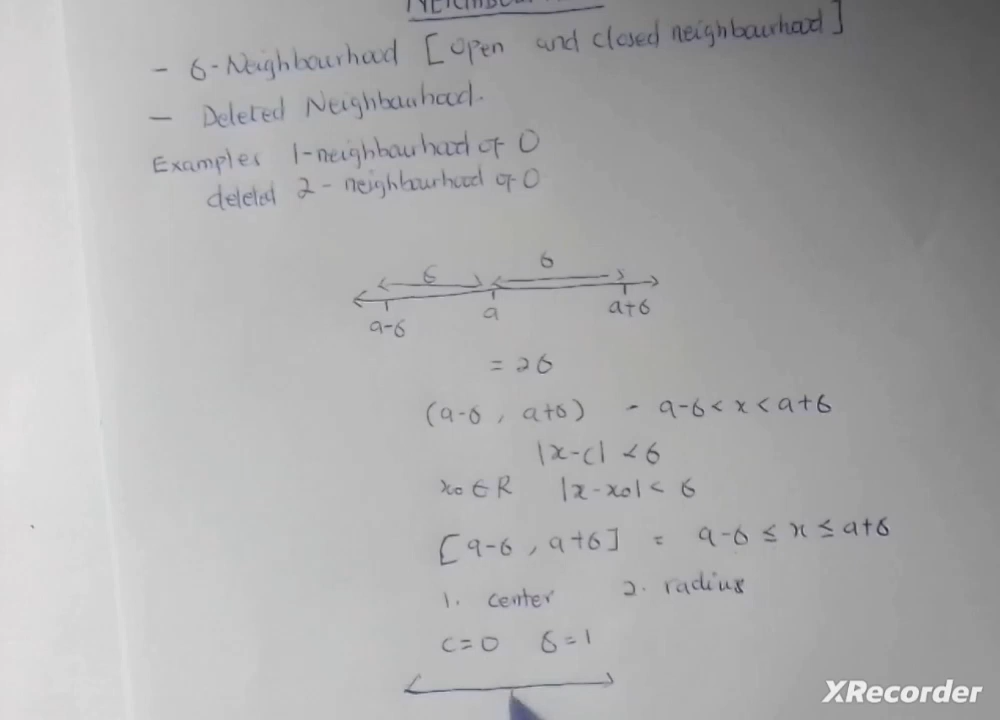 - δ-Neighbourhood [Open and closed neighbourhood]
- Deleted Neighbourhood.
Examples 1-neighbourhood of 0
deleted 2-neighbourhood of 0
δ δ
a-δ a a+δ
= 2δ
(a-δ, a+δ) - a-δ < x < a+δ
|x-c| < δ
x₀ ∈ R |x-x₀| < δ
[a-δ, a+δ] = a-δ ≤ x ≤ a+δ
1. center 2. radius
c=0 δ=1
XRecorder